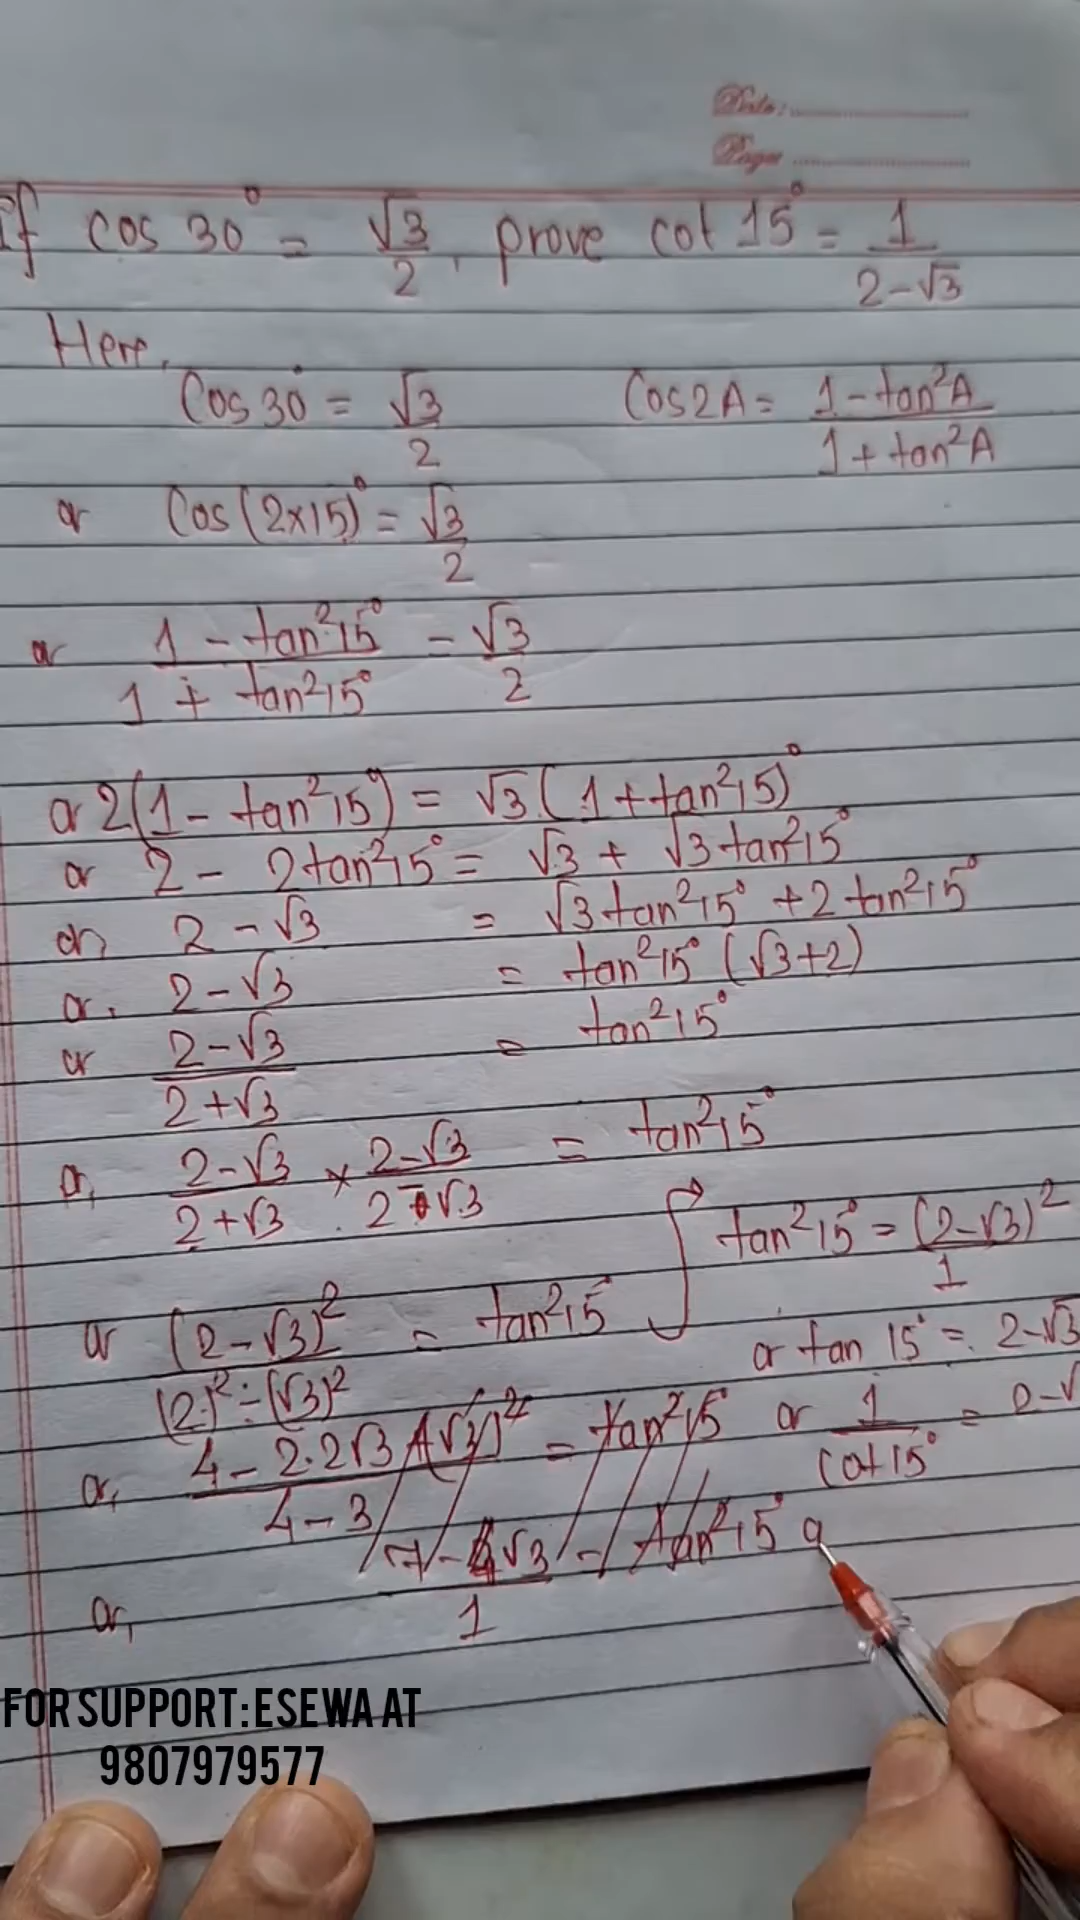 Date:
Page
If cos 30° = √3/2, prove cot 15° = 1/(2-√3)
Here,
Cos 30° = √3/2
Cos2A = (1-tan²A)/(1+tan²A)
or Cos(2×15)° = √3/2
or (1 - tan²15°)/(1 + tan²15°) = √3/2
or 2(1 - tan²15°) = √3(1+tan²15)°
or 2 - 2tan²15° = √3 + √3 tan²15°
or, 2 - √3 = √3 tan²15° + 2 tan²15°
or. 2-√3 = tan²15° (√3+2)
or (2-√3)/(2+√3) = tan²15°
or, (2-√3)/(2+√3) × (2-√3)/(2-√3) = tan²15°
or (2-√3)²/((2)²-(√3)²) = tan²15°
or, (4-2·2√3+(√3)²)/(4-3) = tan²15°
or, (7-4√3)/1 = tan²15°
tan²15° = (2-√3)²/1
or tan 15° = 2-√3
or 1/cot15° = 2-√
FOR SUPPORT:ESEWA AT
9807979577